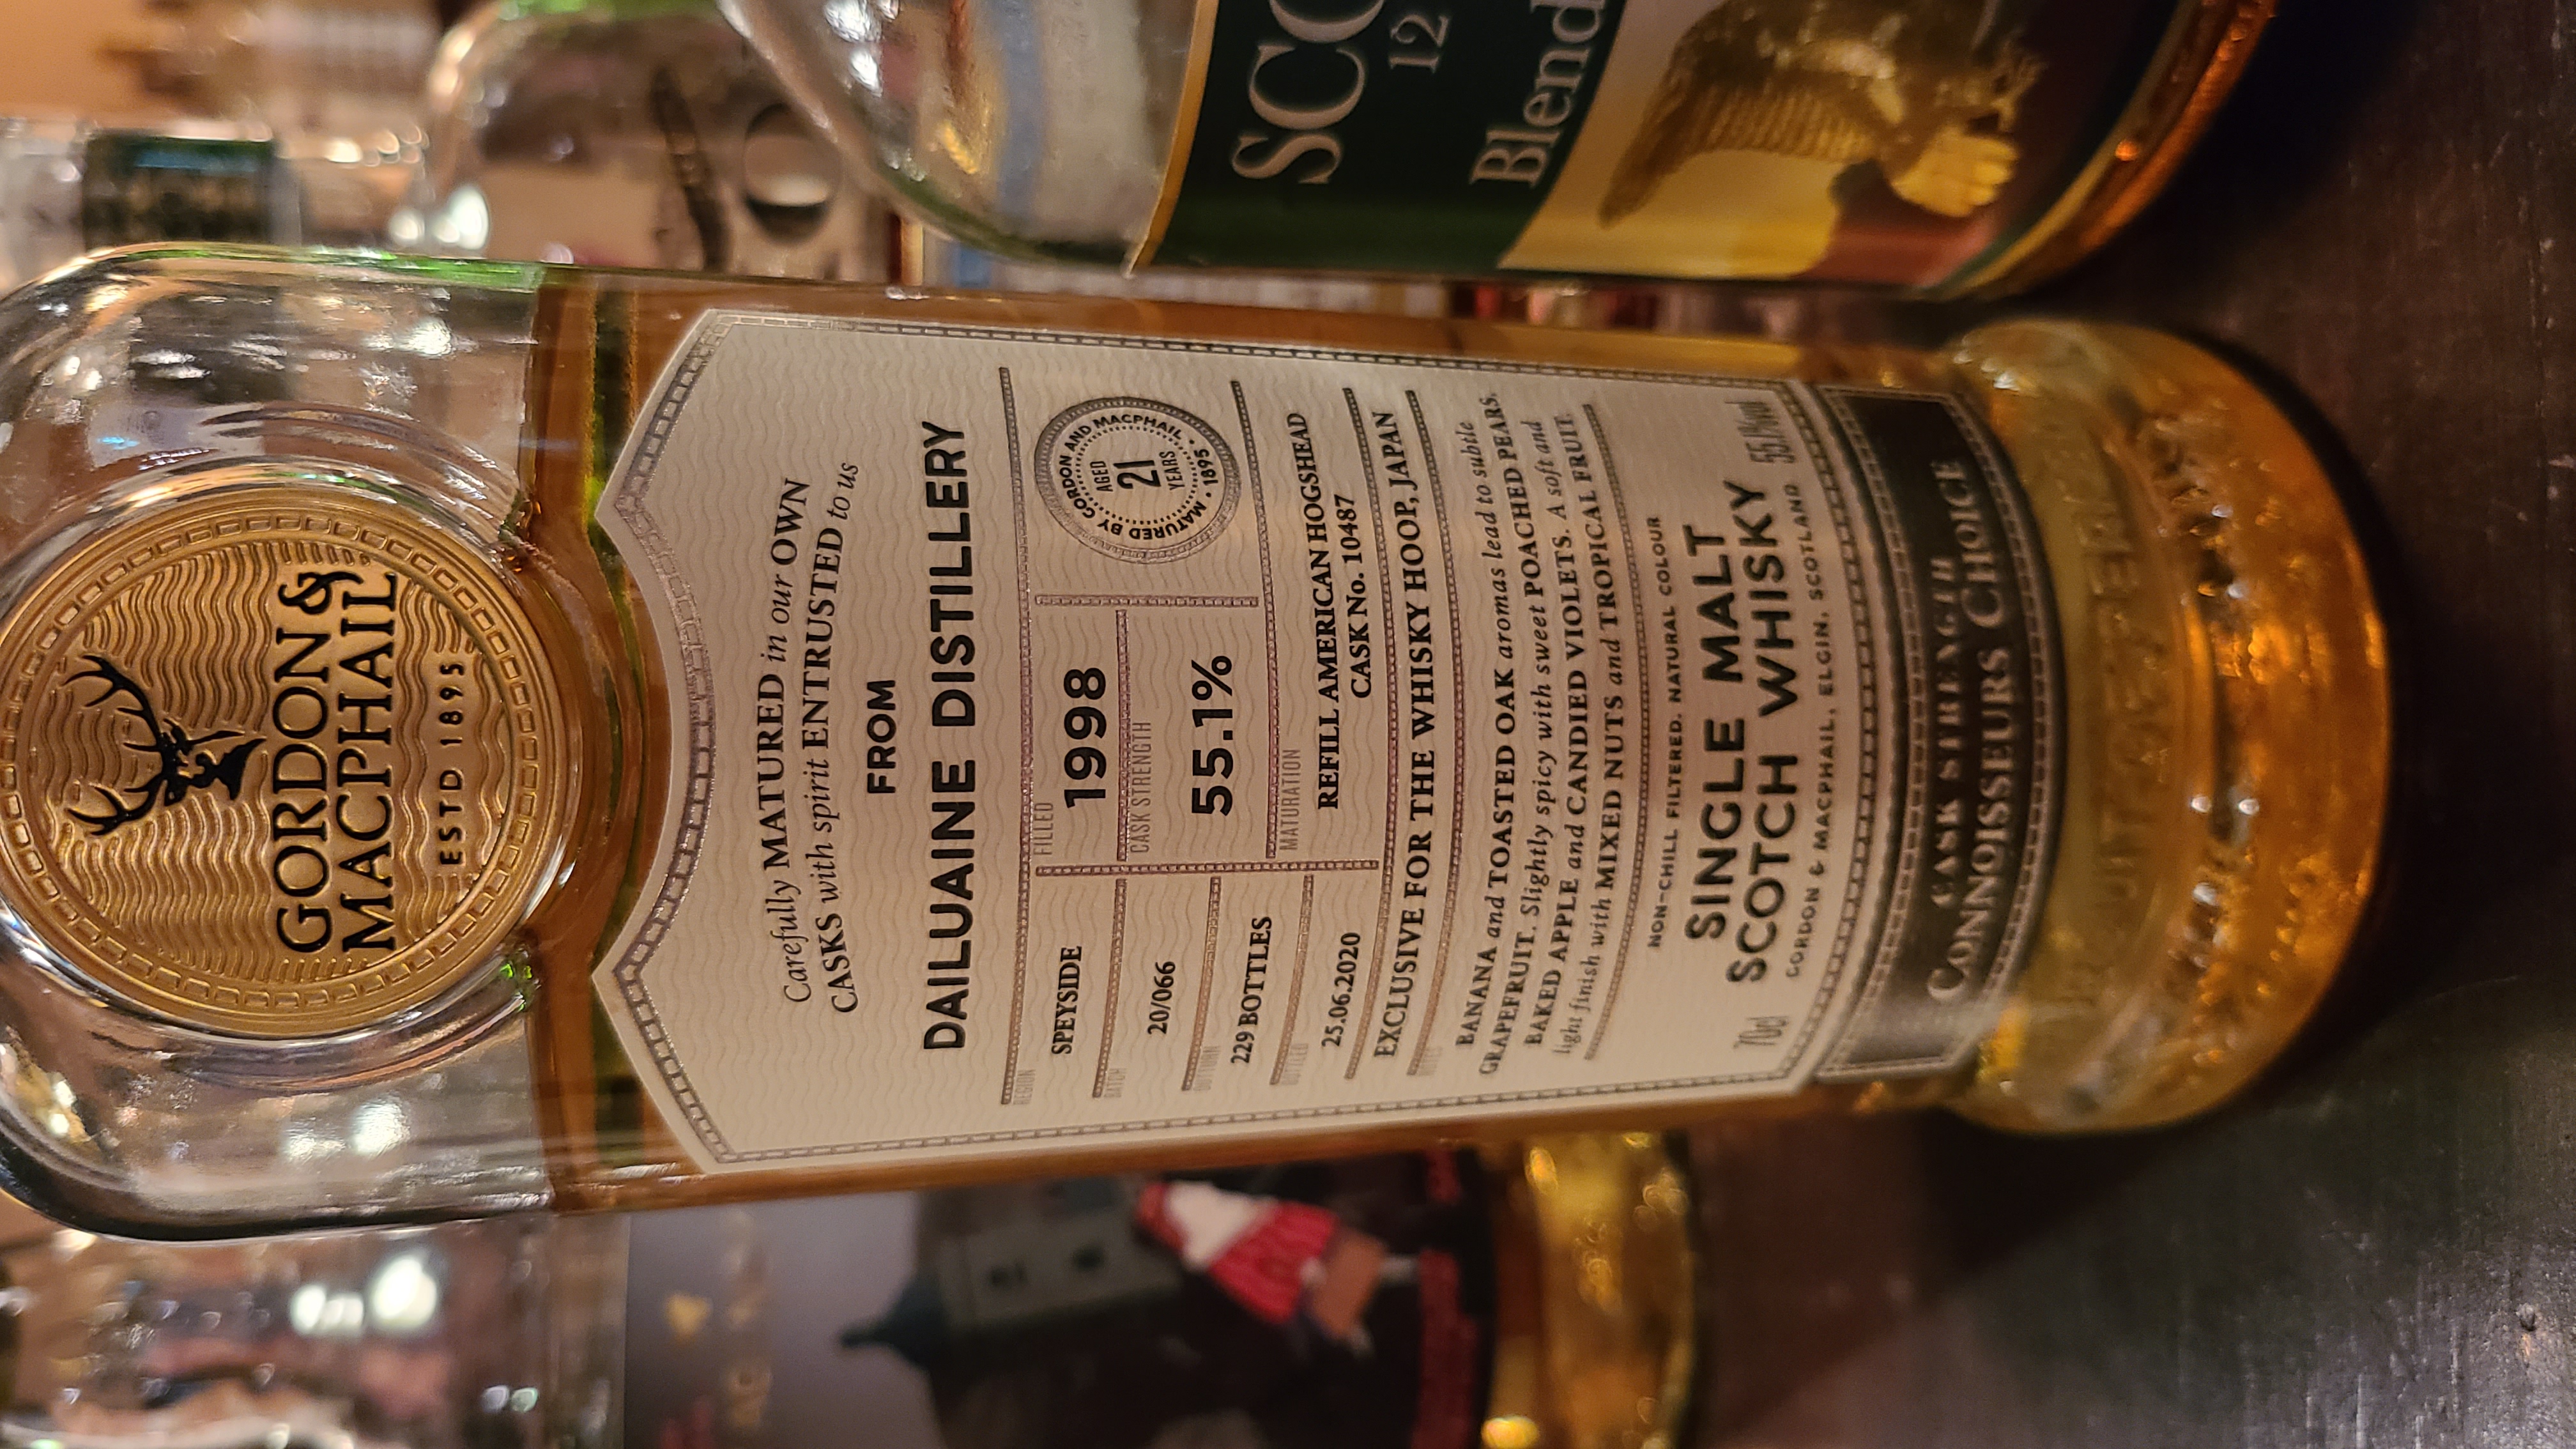 GORDON &
MACPHAIL
ESTD 1895
Carefully MATURED in our OWN
CASKS with spirit ENTRUSTED to us
FROM
DAILUAINE DISTILLERY
REGION
SPEYSIDE
BATCH
20/066
OUTTURN
229 BOTTLES
BOTTLED
25.06.2020
FILLED
1998
CASK STRENGTH
55.1%
MATURED BY GORDON AND MACPHAIL
AGED
21
YEARS
• 1895 •
MATURATION
REFILL AMERICAN HOGSHEAD
CASK No. 10487
EXCLUSIVE FOR THE WHISKY HOOP, JAPAN
NOTES
BANANA and TOASTED OAK aromas lead to subtle
GRAPEFRUIT. Slightly spicy with sweet POACHED PEARS,
BAKED APPLE and CANDIED VIOLETS. A soft and
light finish with MIXED NUTS and TROPICAL FRUIT.
NON-CHILL FILTERED. NATURAL COLOUR
SINGLE MALT
SCOTCH WHISKY
70cl
55.1%vol
GORDON & MACPHAIL, ELGIN, SCOTLAND
CASK STRENGTH
CONNOISSEURS CHOICE
12
Blend